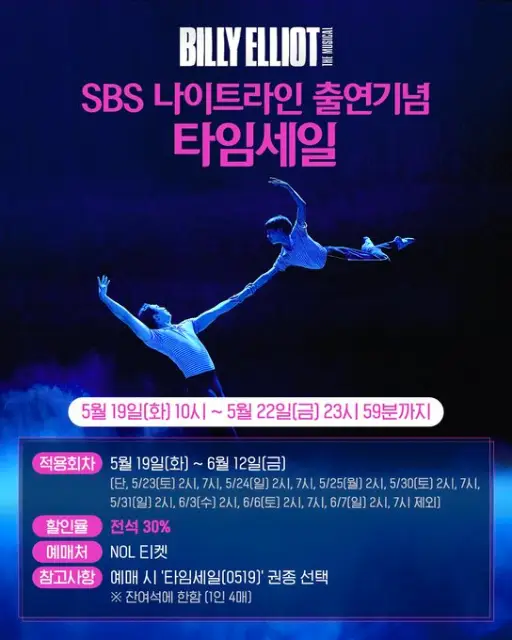 BILLY ELLIOT THE MUSICAL
SBS 나이트라인 출연기념
타임세일
5월 19일(화) 10시 ~ 5월 22일(금) 23시 59분까지
적용회차 5월 19일(화) ~ 6월 12일(금)
(단, 5/23(토) 2시, 7시, 5/24(일) 2시, 7시, 5/25(월) 2시, 5/30(토) 2시, 7시,
5/31(일) 2시, 6/3(수) 2시, 6/6(토) 2시, 7시, 6/7(일) 2시, 7시 제외)
할인율 전석 30%
예매처 NOL 티켓
참고사항 예매 시 '타임세일(0519)' 권종 선택
※ 잔여석에 한함 (1인 4매)